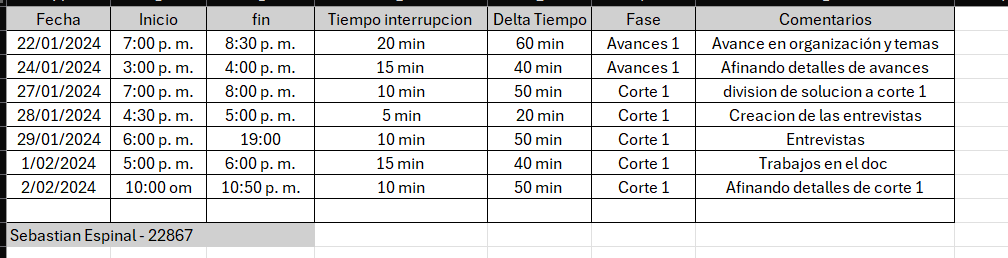 Fecha Inicio fin Tiempo interrupcion Delta Tiempo Fase Comentarios
22/01/2024 7:00 p. m. 8:30 p. m. 20 min 60 min Avances 1 Avance en organización y temas
24/01/2024 3:00 p. m. 4:00 p. m. 15 min 40 min Avances 1 Afinando detalles de avances
27/01/2024 7:00 p. m. 8:00 p. m. 10 min 50 min Corte 1 division de solucion a corte 1
28/01/2024 4:30 p. m. 5:00 p. m. 5 min 20 min Corte 1 Creacion de las entrevistas
29/01/2024 6:00 p. m. 19:00 10 min 50 min Corte 1 Entrevistas
1/02/2024 5:00 p. m. 6:00 p. m. 15 min 40 min Corte 1 Trabajos en el doc
2/02/2024 10:00 om 10:50 p. m. 10 min 50 min Corte 1 Afinando detalles de corte 1
Sebastian Espinal - 22867